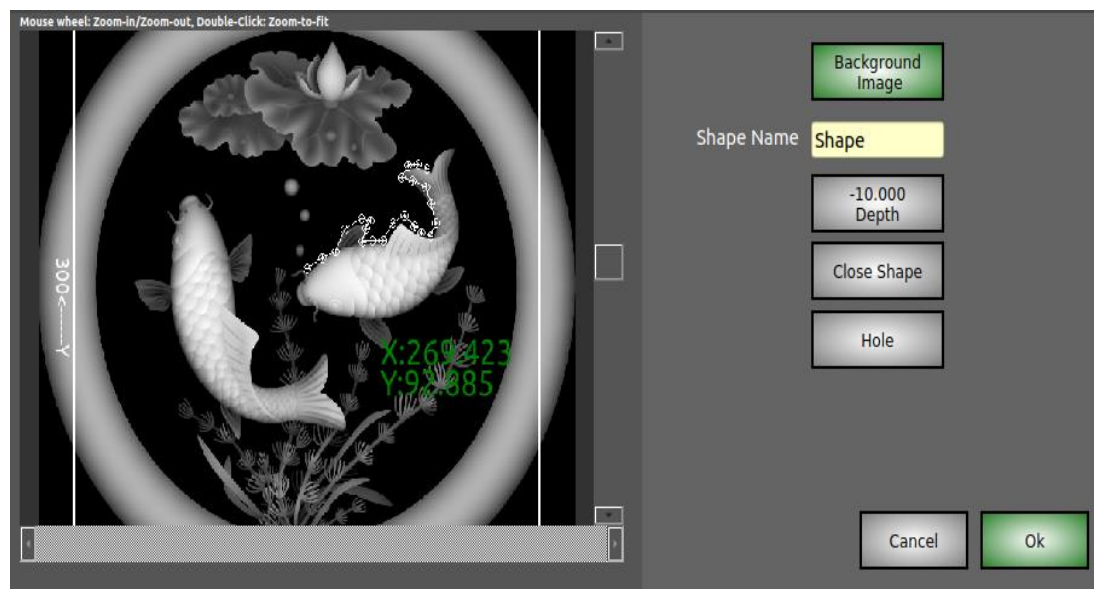 Mouse wheel: Zoom-in/Zoom-out, Double-Click: Zoom-to-fit
Background
Image
Shape Name
Shape
-10.000
Depth
Close Shape
Hole
300<------Y
X:269.423
Y:92.885
Cancel
Ok